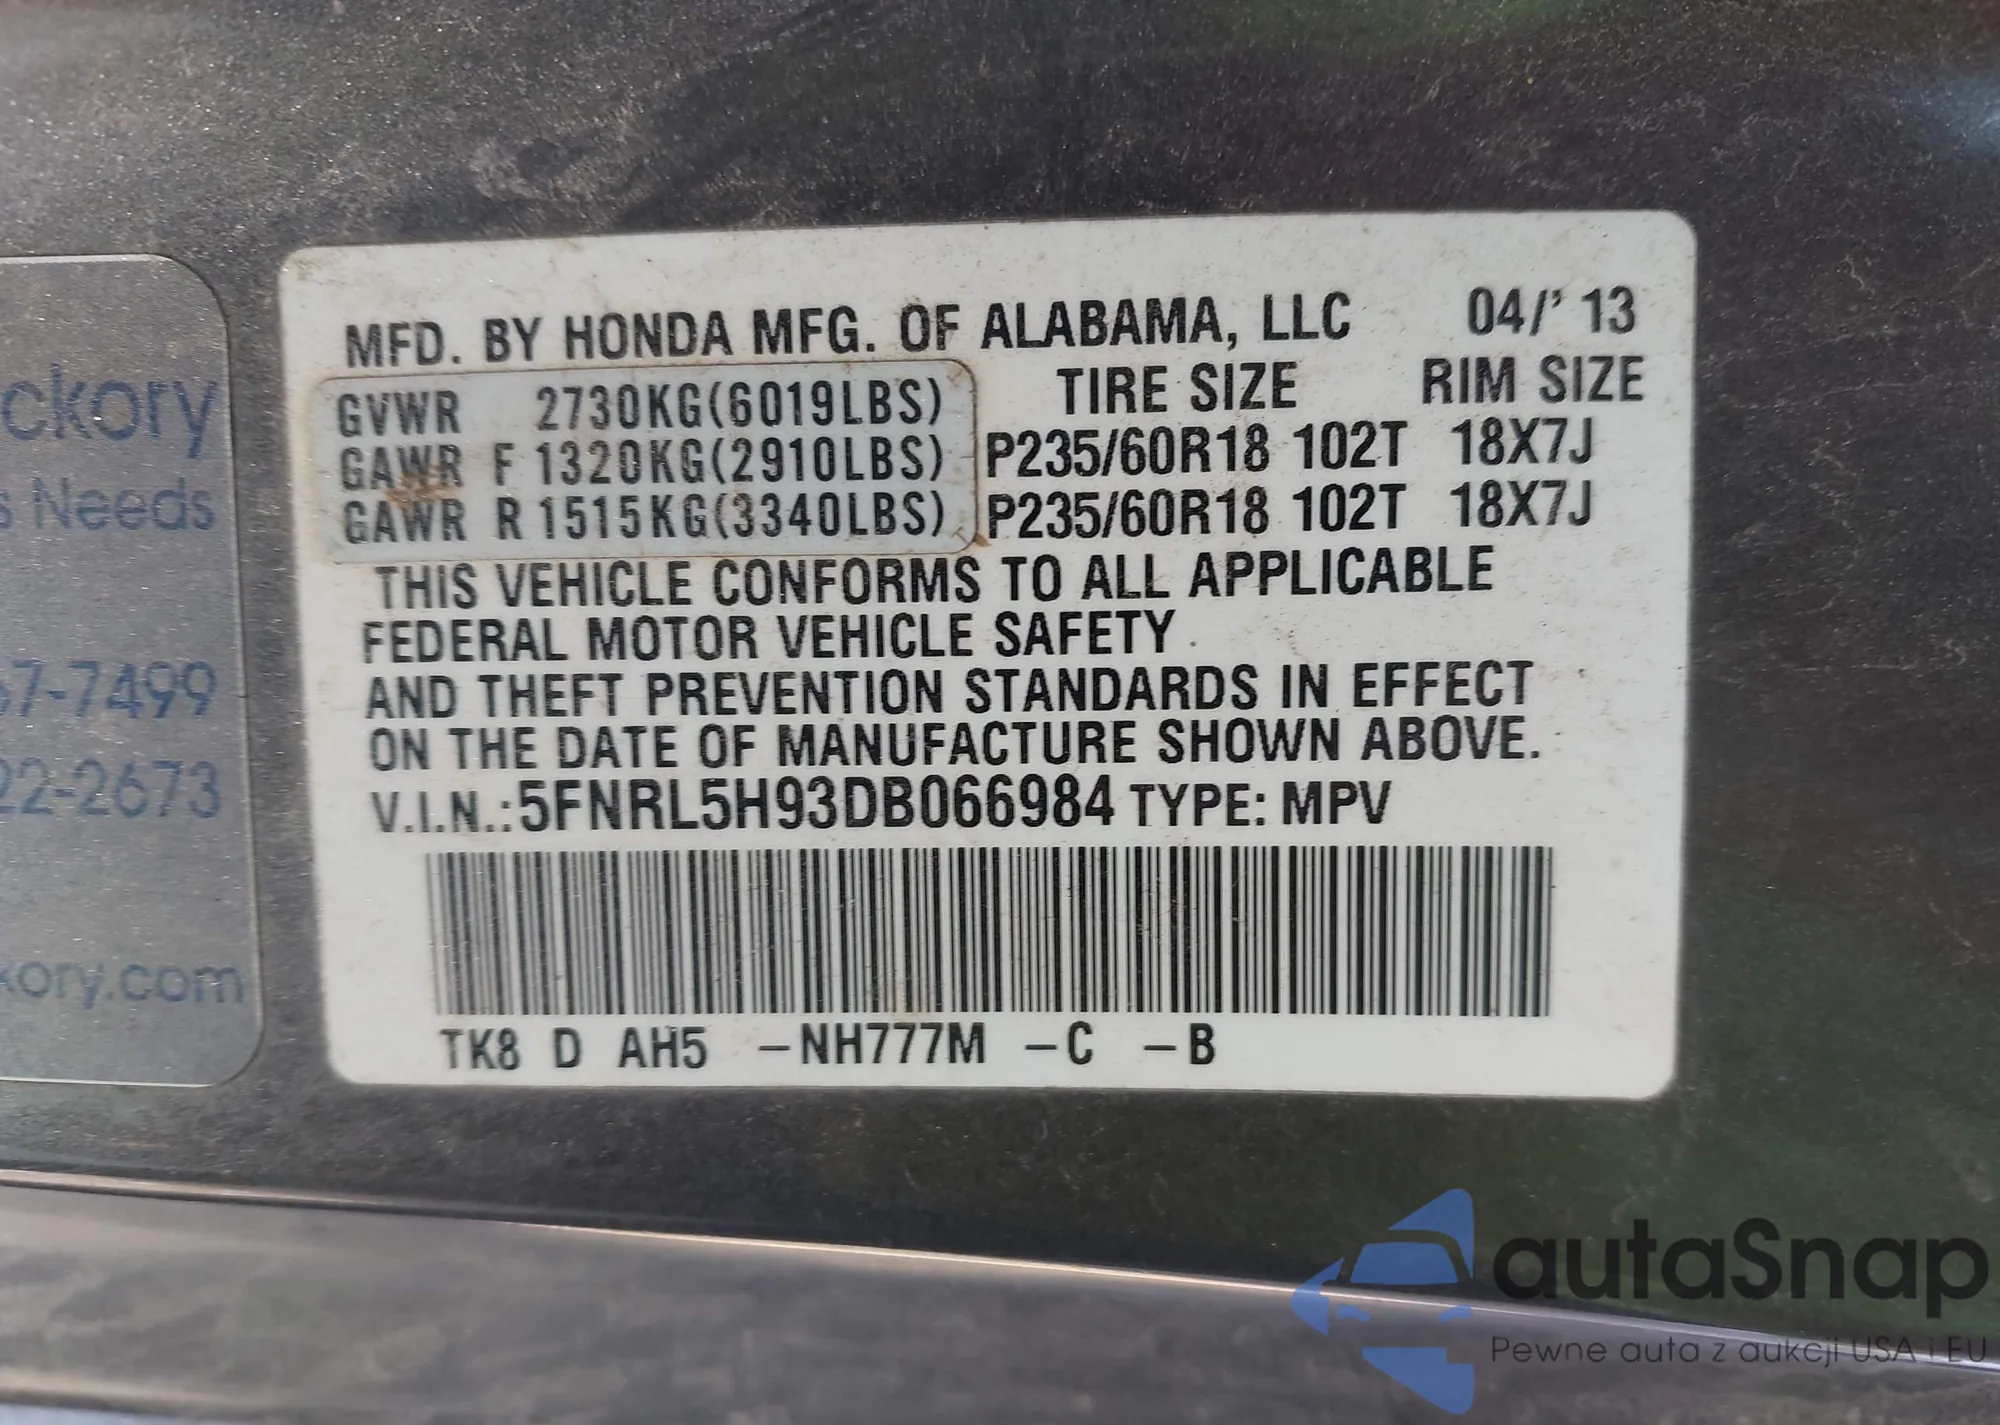 MFD. BY HONDA MFG. OF ALABAMA, LLC 04/' 13
TIRE SIZE RIM SIZE
GVWR 2730KG(6019LBS)
GAWR F 1320KG(2910LBS) P235/60R18 102T 18X7J
GAWR R 1515KG(3340LBS) P235/60R18 102T 18X7J
THIS VEHICLE CONFORMS TO ALL APPLICABLE
FEDERAL MOTOR VEHICLE SAFETY
AND THEFT PREVENTION STANDARDS IN EFFECT
ON THE DATE OF MANUFACTURE SHOWN ABOVE.
V.I.N.:5FNRL5H93DB066984 TYPE: MPV
TK8 D AH5 –NH777M –C –B
ckory
s Needs
67-7499
22-2673
kory.com
autaSnap
Pewne auta z aukcji USA i EU